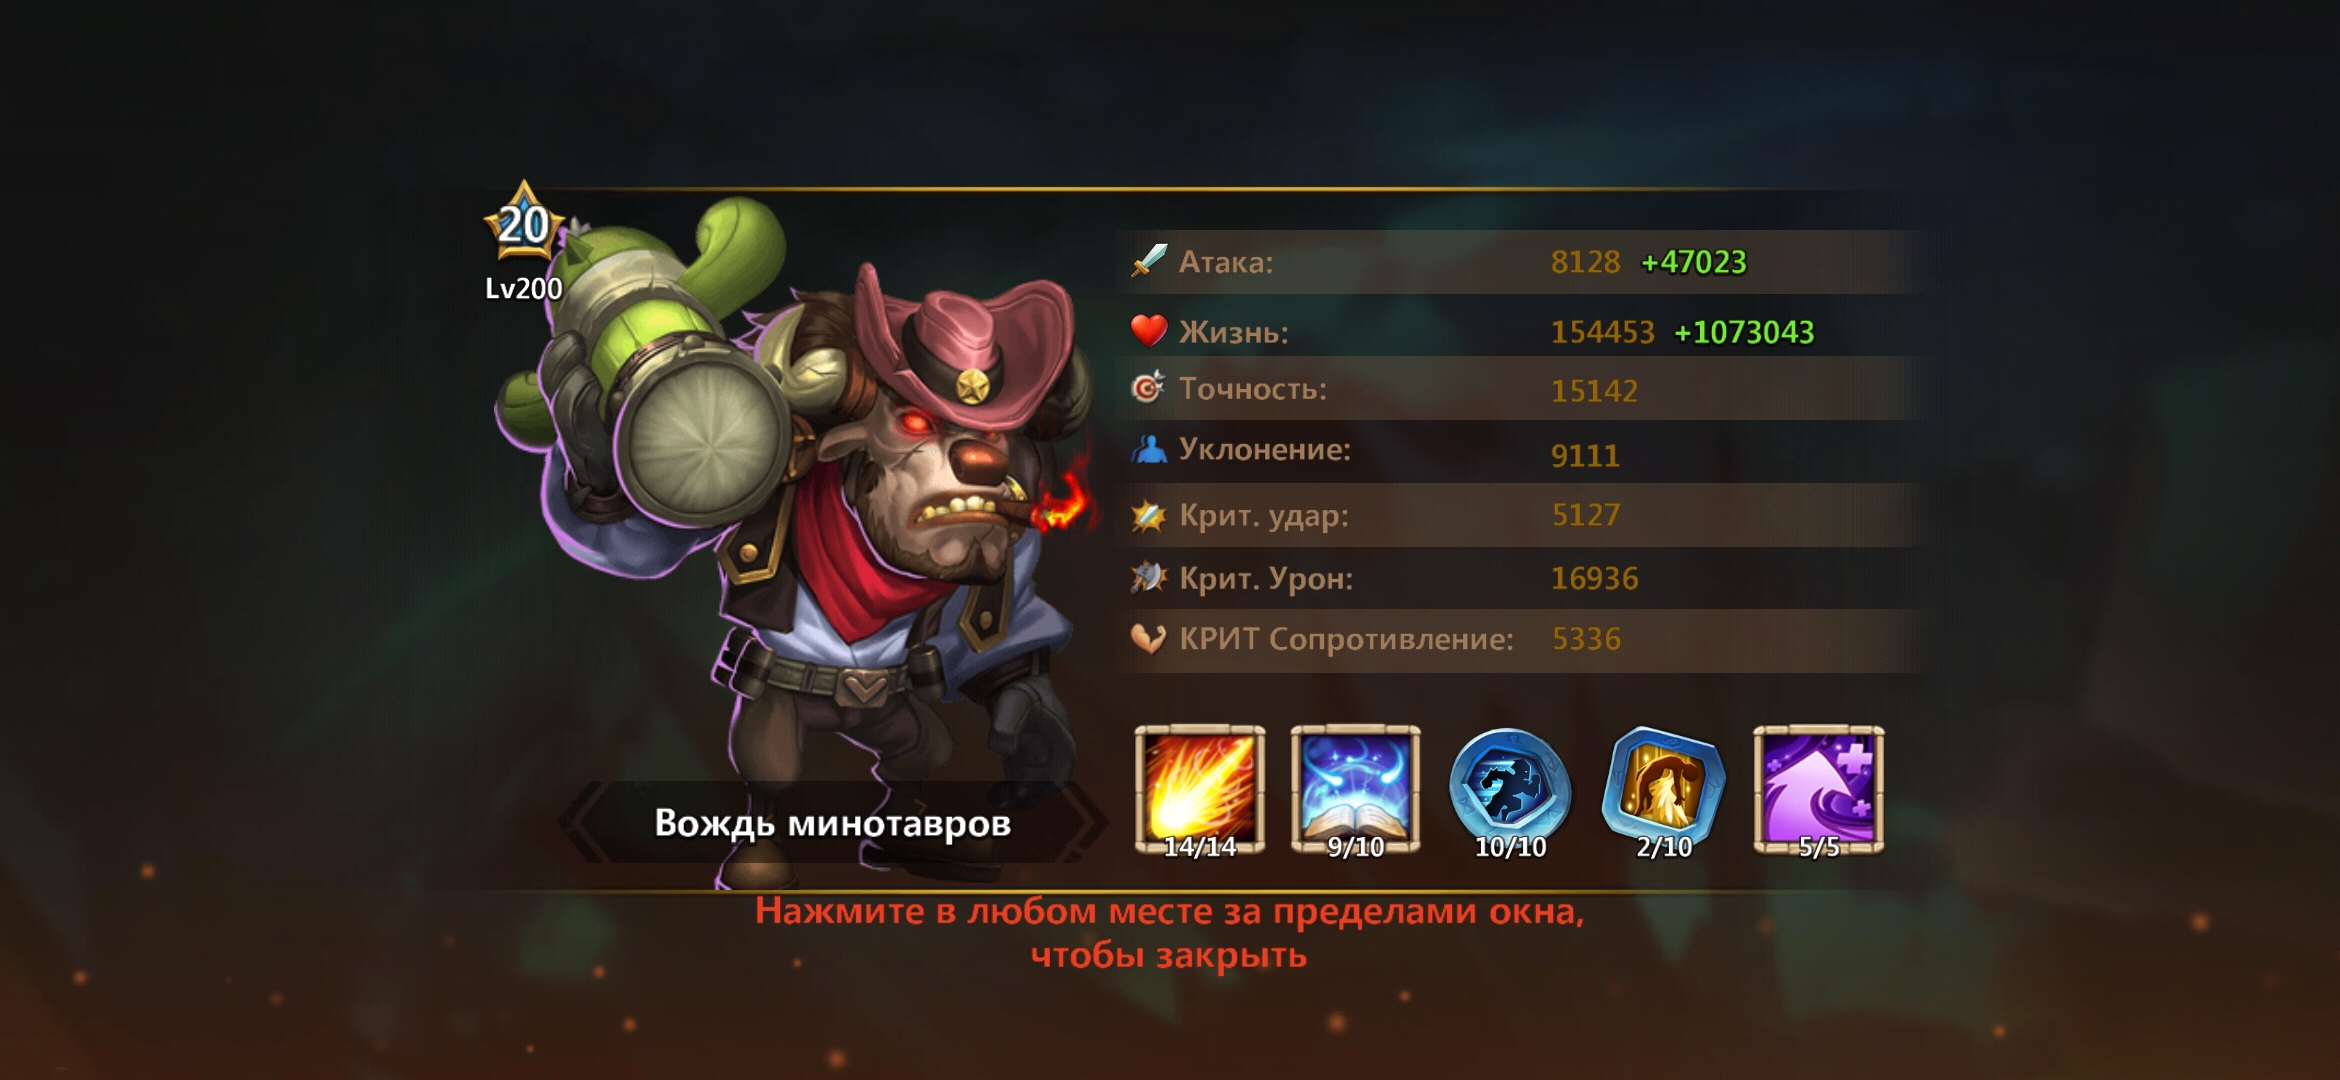 20
Lv200
Атака: 8128 +47023
Жизнь: 154453 +1073043
Точность: 15142
Уклонение: 9111
Крит. удар: 5127
Крит. Урон: 16936
КРИТ Сопротивление: 5336
Вождь минотавров
14/14 9/10 10/10 2/10 5/5
Нажмите в любом месте за пределами окна,
чтобы закрыть